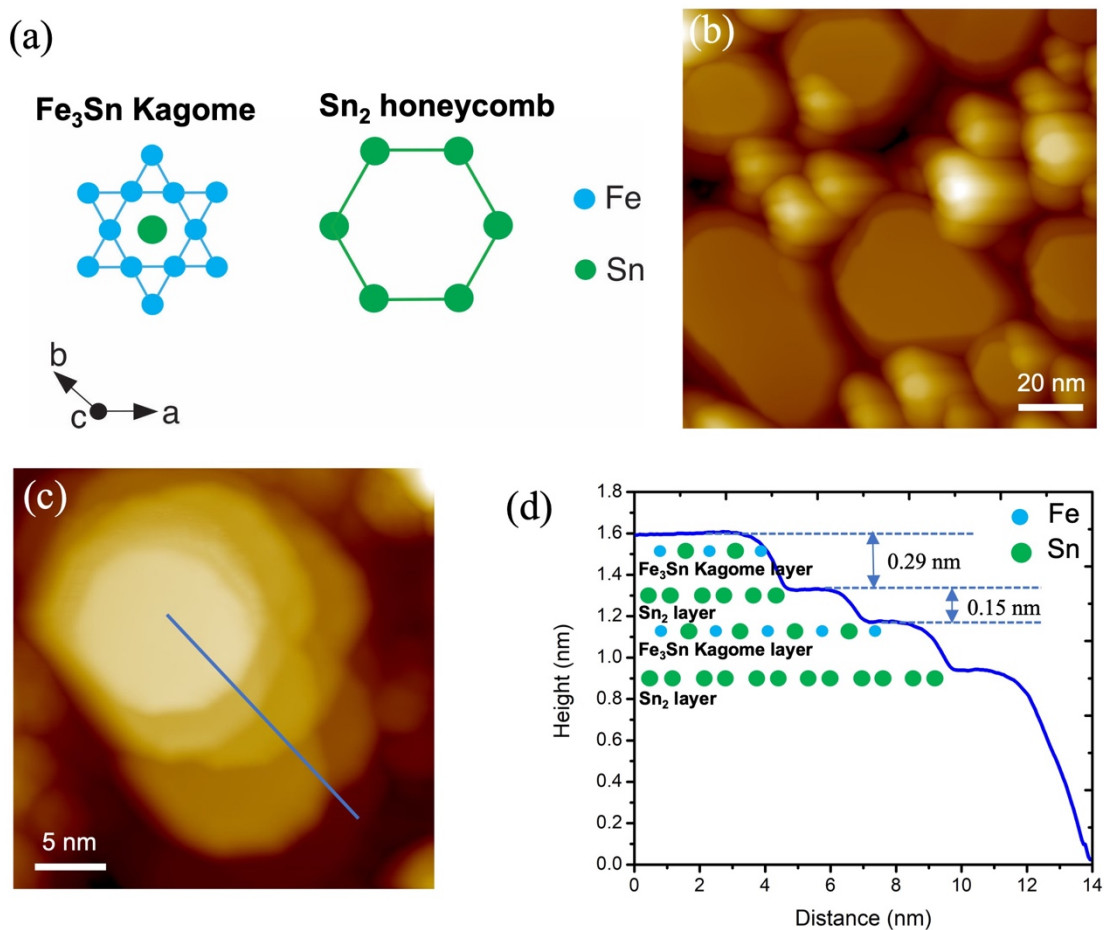 (a)
Fe₃Sn Kagome
Sn₂ honeycomb
Fe
Sn
b
c
a
(b)
20 nm
(c)
5 nm
(d)
Height (nm)
1.8
1.6
1.4
1.2
1.0
0.8
0.6
0.4
0.2
0.0
Fe
Sn
0.29 nm
Fe₃Sn Kagome layer
0.15 nm
Sn₂ layer
Fe₃Sn Kagome layer
Sn₂ layer
0 2 4 6 8 10 12 14
Distance (nm)